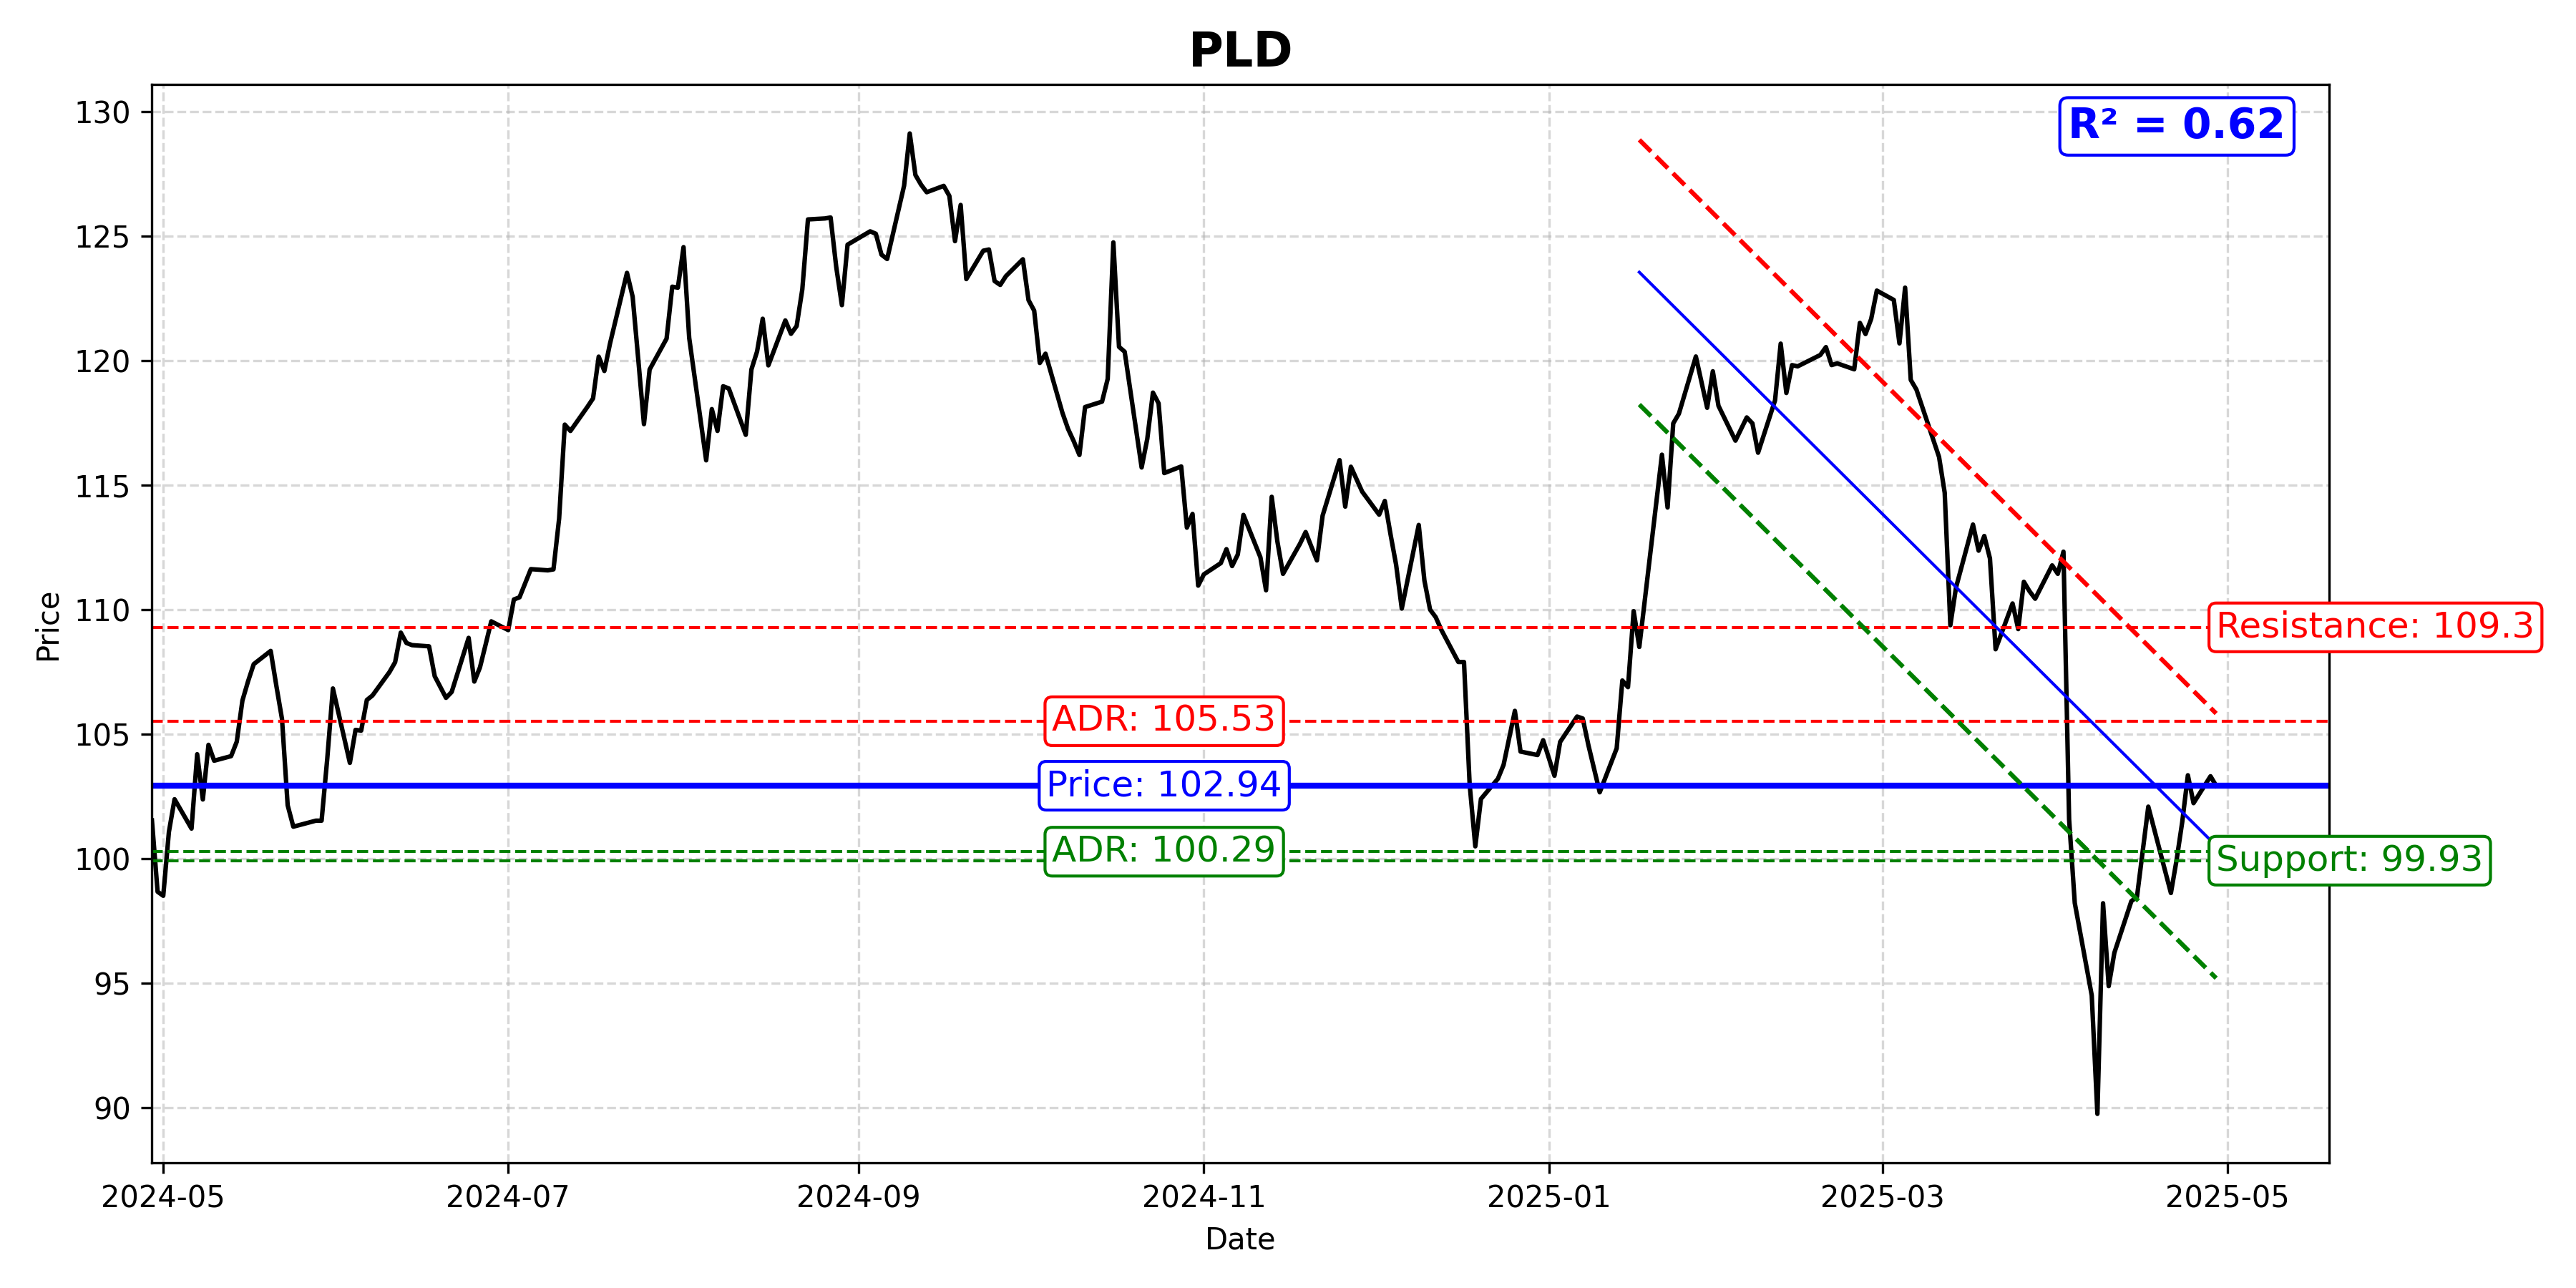 PLD
R² = 0.62
130
125
120
115
110
105
100
95
90
Price
Resistance: 109.3
ADR: 105.53
Price: 102.94
ADR: 100.29
Support: 99.93
2024-05
2024-07
2024-09
2024-11
2025-01
2025-03
2025-05
Date